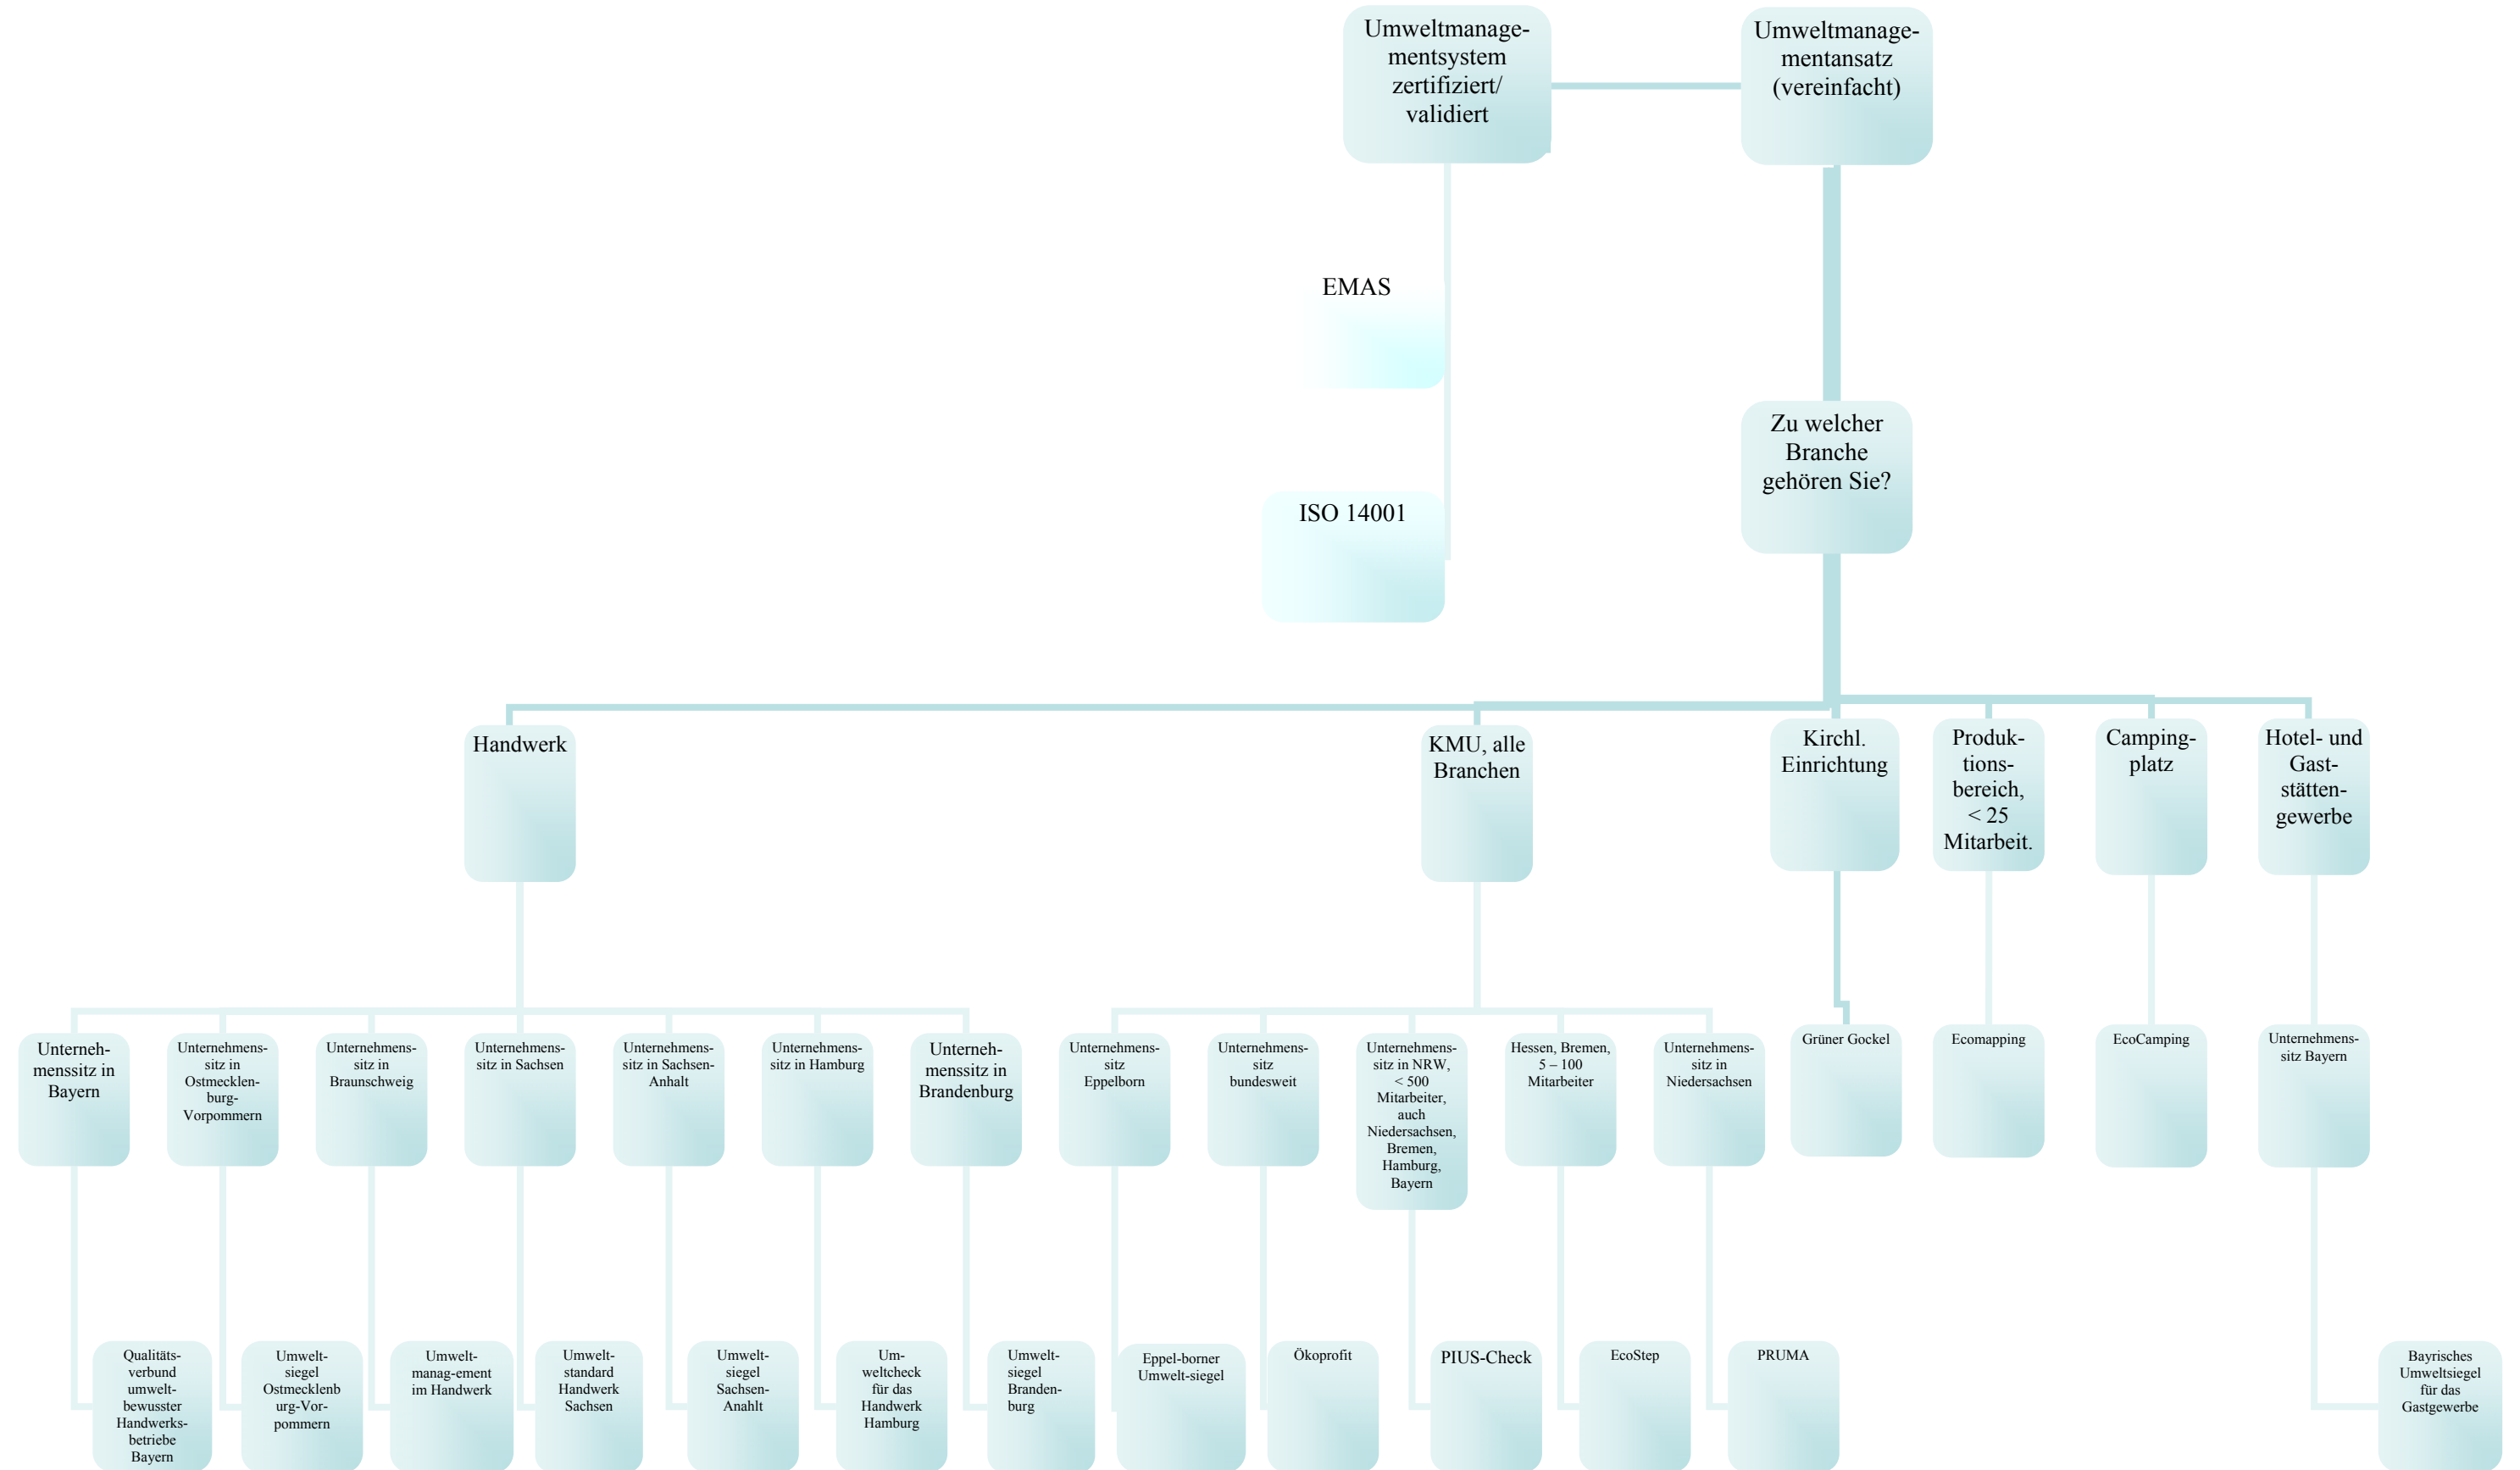 Umweltmanage-
mentsystem
zertifiziert/
validiert
Umweltmanage-
mentansatz
(vereinfacht)
EMAS
Zu welcher
Branche
gehören Sie?
ISO 14001
Handwerk
KMU, alle
Branchen
Kirchl.
Einrichtung
Produk-
tions-
bereich,
< 25
Mitarbeit.
Camping-
platz
Hotel- und
Gast-
stätten-
gewerbe
Unterneh-
menssitz in
Bayern
Unternehmens-
sitz in
Ostmecklen-
burg-
Vorpommern
Unternehmens-
sitz in
Braunschweig
Unternehmens-
sitz in Sachsen
Unternehmens-
sitz in Sachsen-
Anhalt
Unternehmens-
sitz in Hamburg
Unterneh-
menssitz in
Brandenburg
Unternehmens-
sitz
Eppelborn
Unternehmens-
sitz
bundesweit
Unternehmens-
sitz in NRW,
< 500
Mitarbeiter,
auch
Niedersachsen,
Bremen,
Hamburg,
Bayern
Hessen, Bremen,
5 – 100
Mitarbeiter
Unternehmens-
sitz in
Niedersachsen
Grüner Gockel
Ecomapping
EcoCamping
Unternehmens-
sitz Bayern
Qualitäts-
verbund
umwelt-
bewusster
Handwerks-
betriebe
Bayern
Umwelt-
siegel
Ostmecklenb
urg-Vor-
pommern
Umwelt-
manag-ement
im Handwerk
Umwelt-
standard
Handwerk
Sachsen
Umwelt-
siegel
Sachsen-
Anahlt
Um-
weltcheck
für das
Handwerk
Hamburg
Umwelt-
siegel
Branden-
burg
Eppel-borner
Umwelt-siegel
Ökoprofit
PIUS-Check
EcoStep
PRUMA
Bayrisches
Umweltsiegel
für das
Gastgewerbe